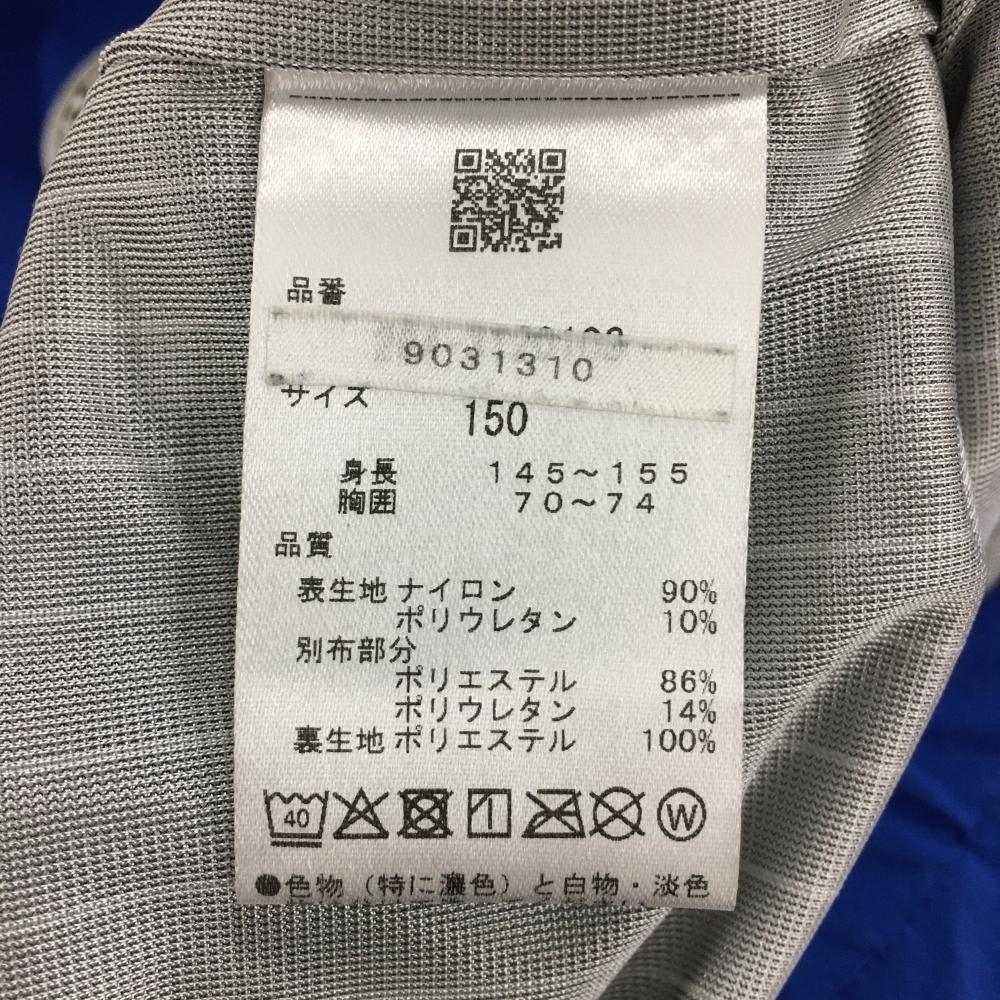 品番
9031310
サイズ
150
身長 145～155
胸囲 70～74
品質
表生地 ナイロン 90%
ポリウレタン 10%
別布部分
ポリエステル 86%
ポリウレタン 14%
裏生地 ポリエステル 100%
40
W
●色物（特に濃色）と白物・淡色